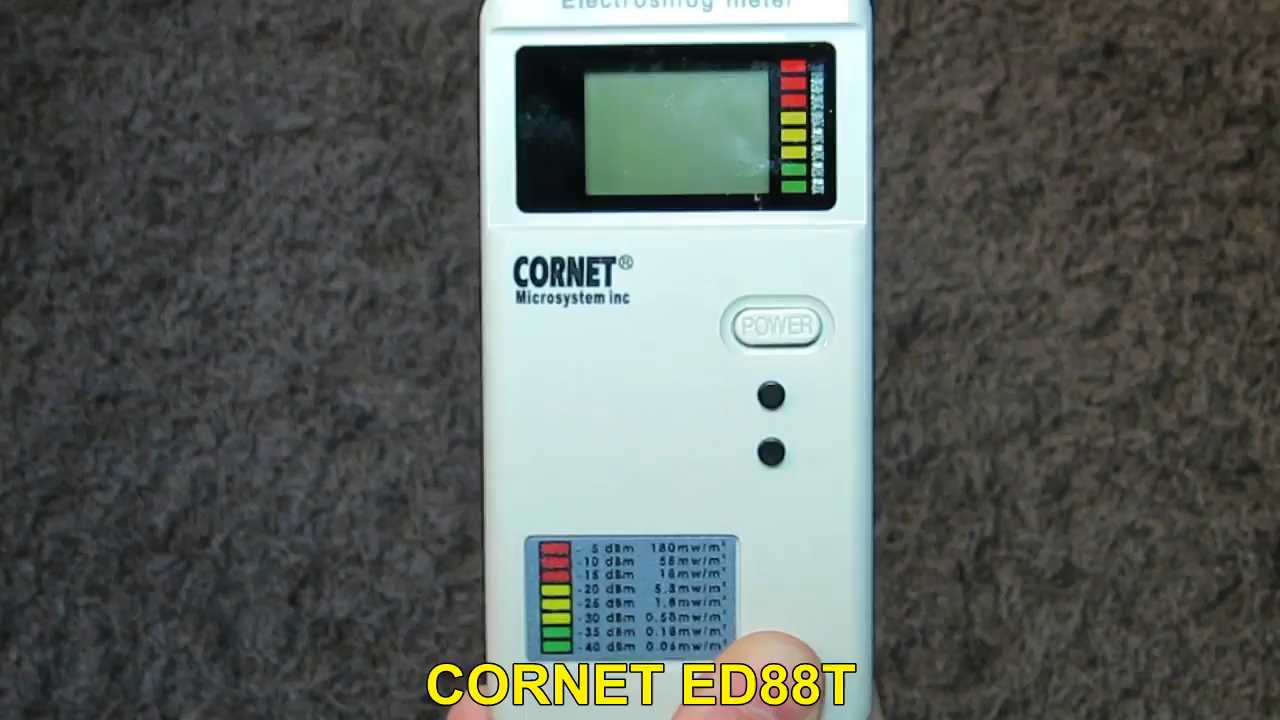 Electrosmog meter
CORNET®
Microsystem inc
POWER
- 5 dBm 180mw/m²
-10 dBm 58mw/m²
-15 dBm 18mw/m²
-20 dBm 5.8mw/m²
-25 dBm 1.8mw/m²
-30 dBm 0.58mw/m²
-35 dBm 0.18mw/m²
-40 dBm 0.06mw/m²
CORNET ED88T